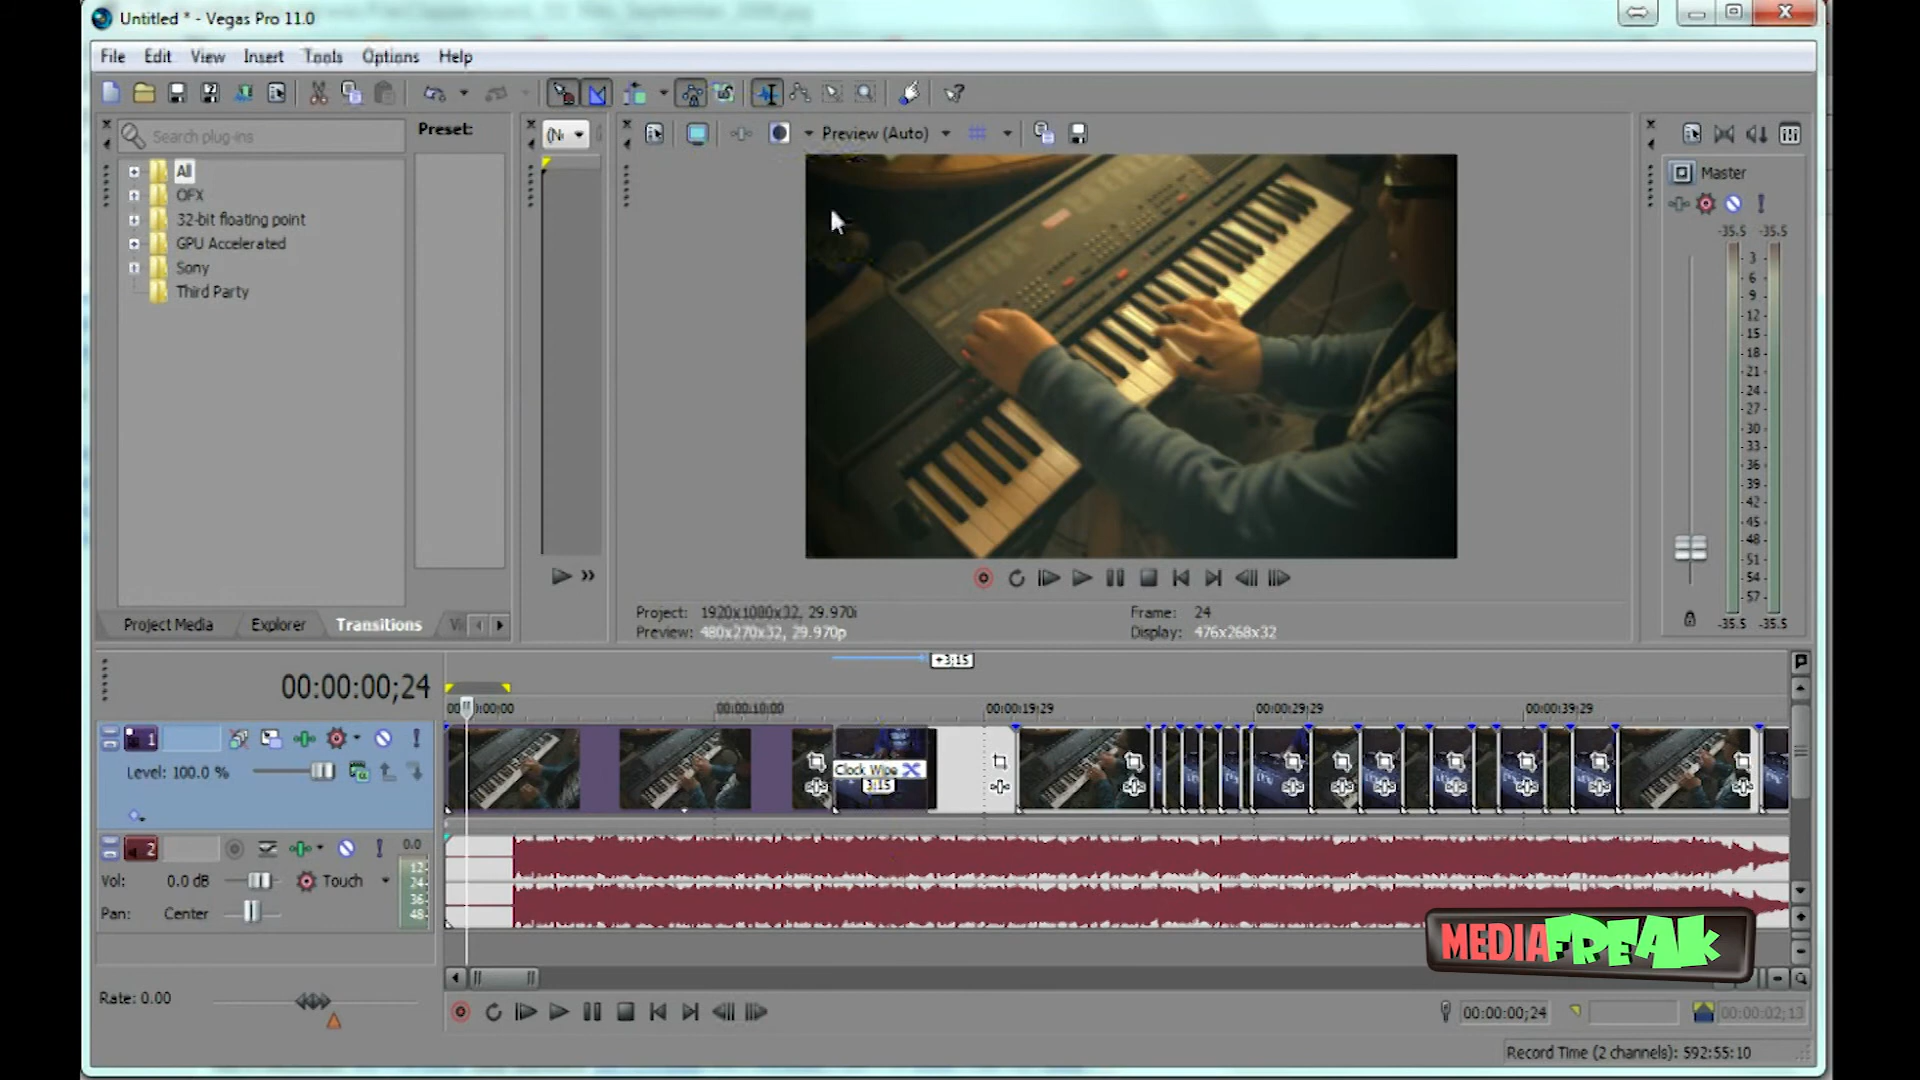 Untitled * - Vegas Pro 11.0
File Edit View Insert Tools Options Help
Search plug-ins
Preset:
Preview (Auto)
All
OFX
32-bit floating point
GPU Accelerated
Sony
Third Party
Master
-35.5 -35.5
3
6
9
12
15
18
21
24
27
30
33
36
39
42
45
48
51
54
57
-35.5 -35.5
Project Media Explorer Transitions
Project: 1920x1080x32, 29.970i
Frame: 24
Preview: 480x270x32, 29.970p
Display: 476x268x32
+3;15
00:00:00;24
00:00:10;00 00:00:19;29 00:00:29;29 00:00:39;29
1
Level: 100.0 %
Clock Wipe
3;15
2
0.0
Vol: 0.0 dB Touch
Pan: Center
12
24
36
48
MEDIAFREAK
Rate: 0.00
00:00:00;24
00:00:02;13
Record Time (2 channels): 592:55:10